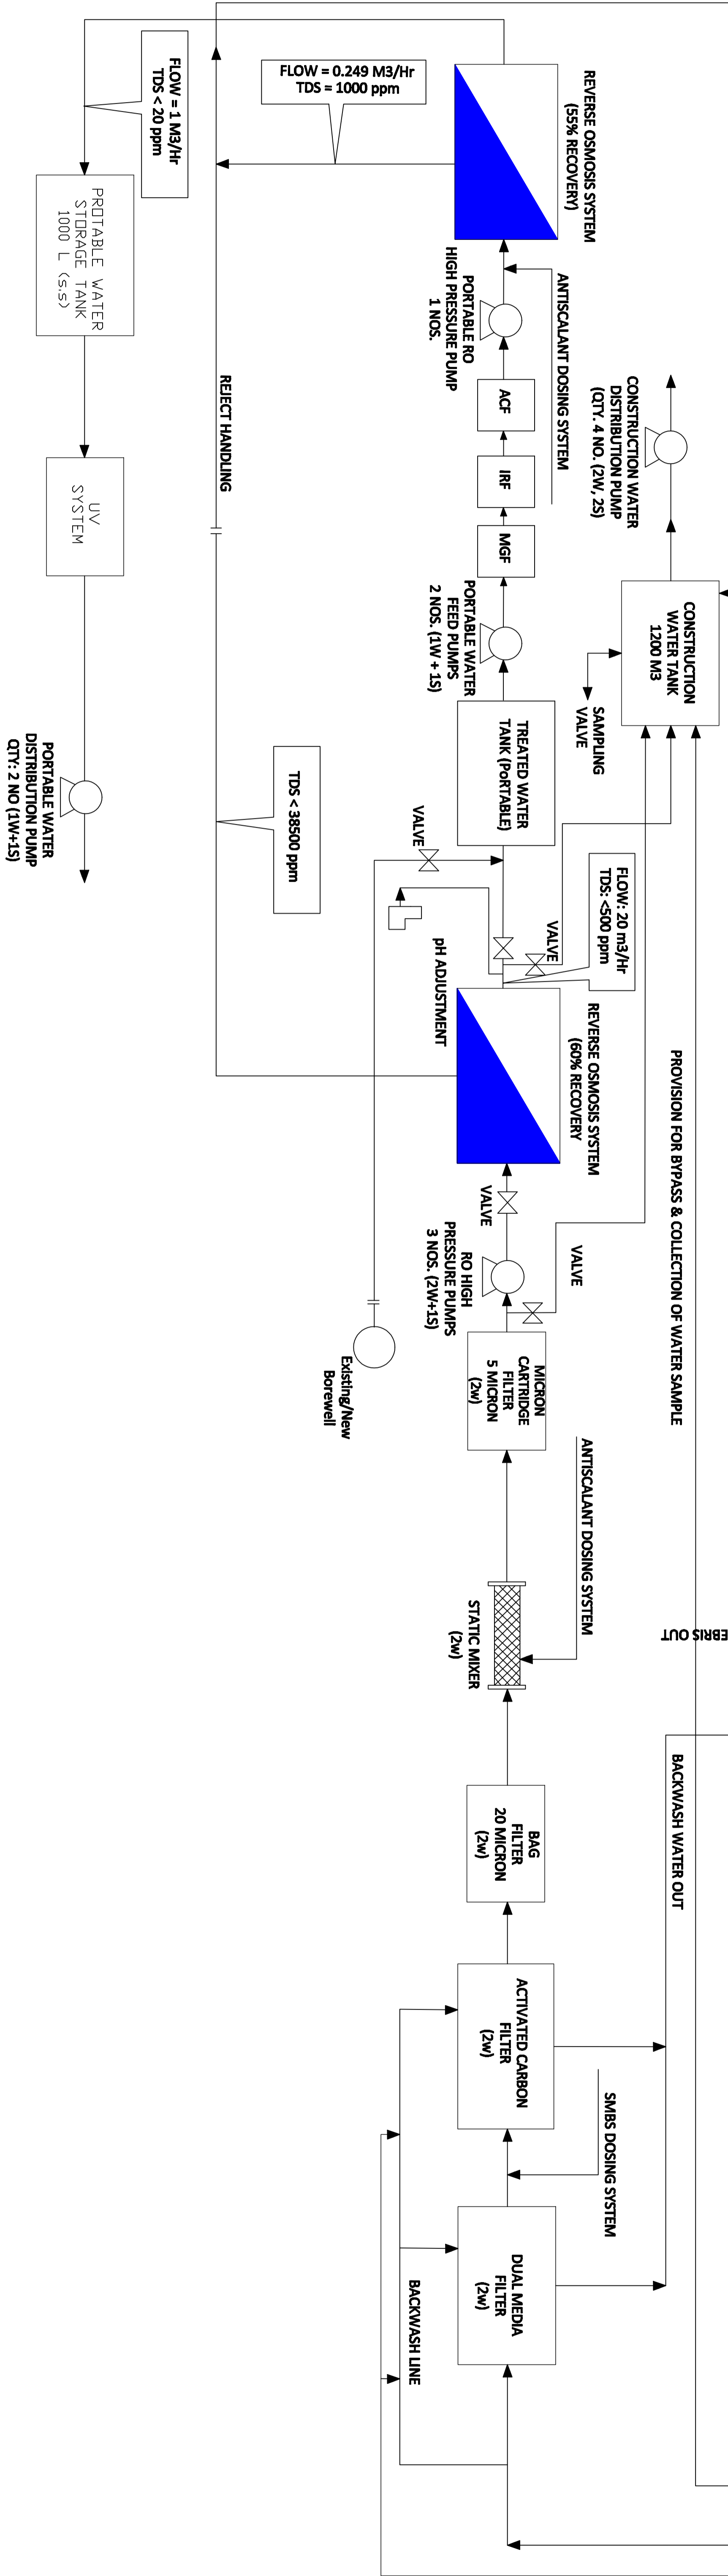 FLOW = 1 M3/Hr
TDS < 20 ppm
FLOW = 0.249 M3/Hr
TDS = 1000 ppm
REVERSE OSMOSIS SYSTEM
(55% RECOVERY)
PROTABLE WATER
STORAGE TANK
1000 L (s.s)
ANTISCALANT DOSING SYSTEM
PORTABLE RO
HIGH PRESSURE PUMP
1 NOS.
REJECT HANDLING
ACF
IRF
MGF
CONSTRUCTION WATER
DISTRIBUTION PUMP
(QTY. 4 NO. (2W, 2S)
UV
SYSTEM
CONSTRUCTION
WATER TANK
1200 M3
PORTABLE WATER
FEED PUMPS
2 NOS. (1W + 1S)
SAMPLING
VALVE
TREATED WATER
TANK (PoRTABLE)
PORTABLE WATER
DISTRIBUTION PUMP
QTY: 2 NO (1W+1S)
TDS < 38500 ppm
VALVE
VALVE
FLOW: 20 m3/Hr
TDS: <500 ppm
pH ADJUSTMENT
REVERSE OSMOSIS SYSTEM
(60% RECOVERY
PROVISION FOR BYPASS & COLLECTION OF WATER SAMPLE
VALVE
VALVE
RO HIGH
PRESSURE PUMPS
3 NOS. (2W+1S)
Existing/New
Borewell
MICRON
CARTRIDGE
FILTER
5 MICRON
(2w)
ANTISCALANT DOSING SYSTEM
STATIC MIXER
(2w)
EBRIS OUT
BACKWASH WATER OUT
BAG
FILTER
20 MICRON
(2w)
ACTIVATED CARBON
FILTER
(2w)
SMBS DOSING SYSTEM
DUAL MEDIA
FILTER
(2w)
BACKWASH LINE